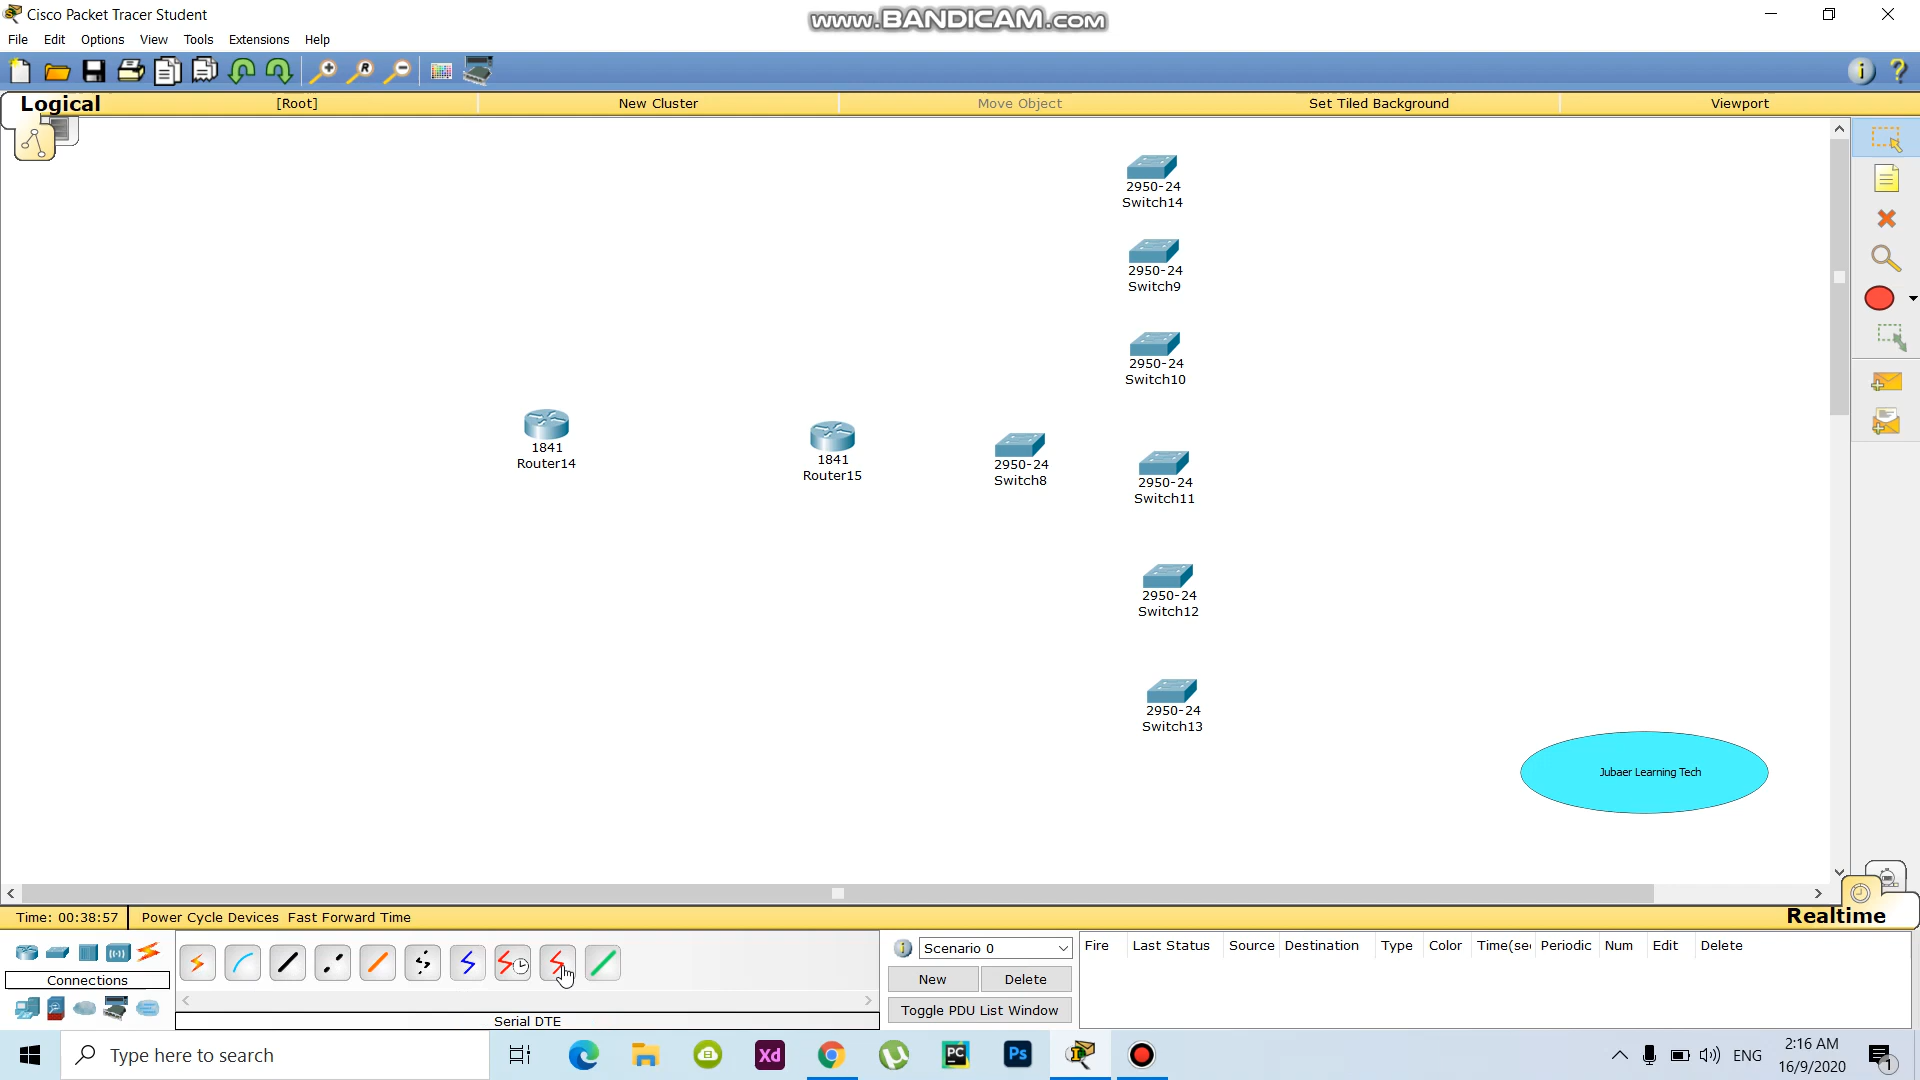 Cisco Packet Tracer Student
www.BANDICAM.com
File Edit Options View Tools Extensions Help
Logical [Root] New Cluster Move Object Set Tiled Background Viewport
2950-24
Switch14
2950-24
Switch9
2950-24
Switch10
1841
Router14
1841
Router15
2950-24
Switch8
2950-24
Switch11
2950-24
Switch12
2950-24
Switch13
Jubaer Learning Tech
Time: 00:38:57 Power Cycle Devices Fast Forward Time Realtime
Connections
Serial DTE
Scenario 0
New Delete
Toggle PDU List Window
Fire Last Status Source Destination Type Color Time(sec Periodic Num Edit Delete
Type here to search
Xd
PC
Ps
ENG
2:16 AM
16/9/2020
1